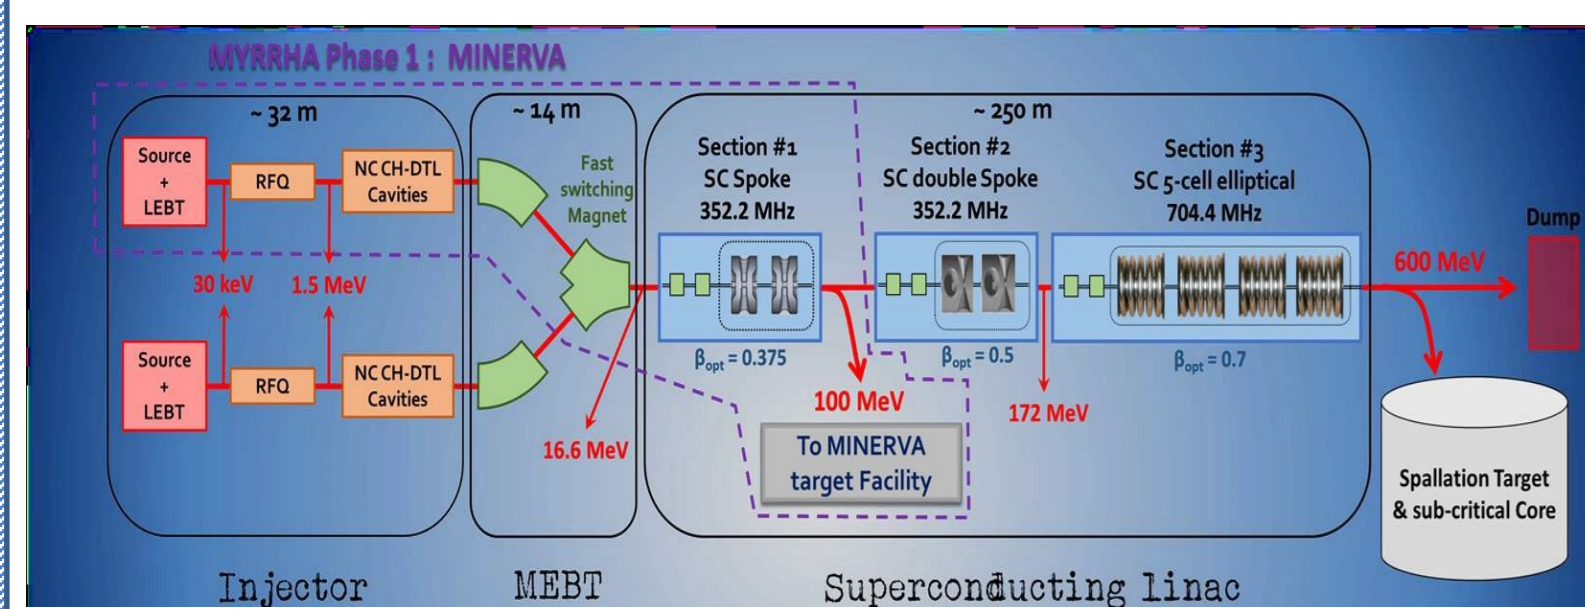 MYRRHA Phase 1 : MINERVA
~ 32 m
~ 14 m
~ 250 m
Source
+
LEBT
RFQ
NC CH-DTL
Cavities
Fast
switching
Magnet
Section #1
SC Spoke
352.2 MHz
Section #2
SC double Spoke
352.2 MHz
Section #3
SC 5-cell elliptical
704.4 MHz
Dump
30 keV
1.5 MeV
600 MeV
Source
+
LEBT
RFQ
NC CH-DTL
Cavities
βopt = 0.375
βopt = 0.5
βopt = 0.7
16.6 MeV
100 MeV
172 MeV
To MINERVA
target Facility
Spallation Target
& sub-critical Core
Injector
MEBT
Superconducting linac